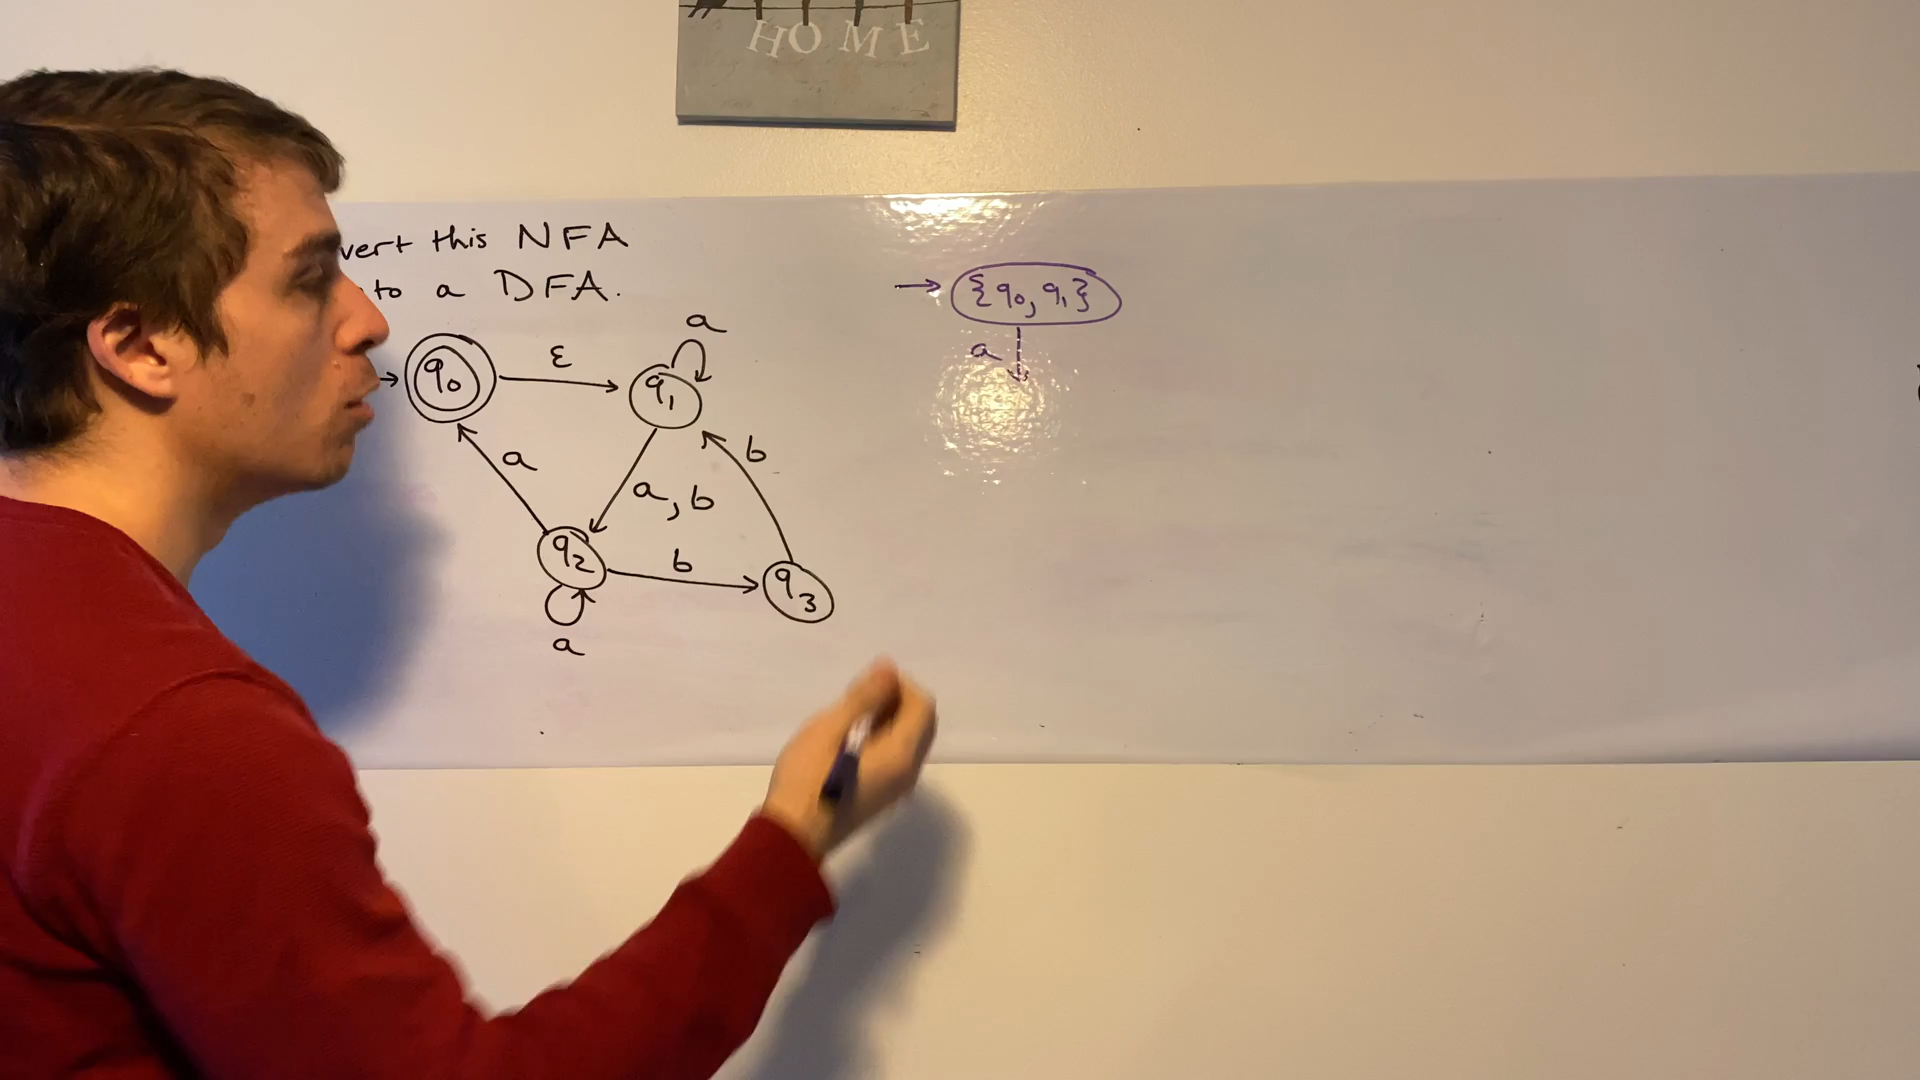 HOME
vert this NFA
to a DFA.
{q0, q1}
a
q0
ε
q1
a
a
a, b
b
q2
b
q3
a